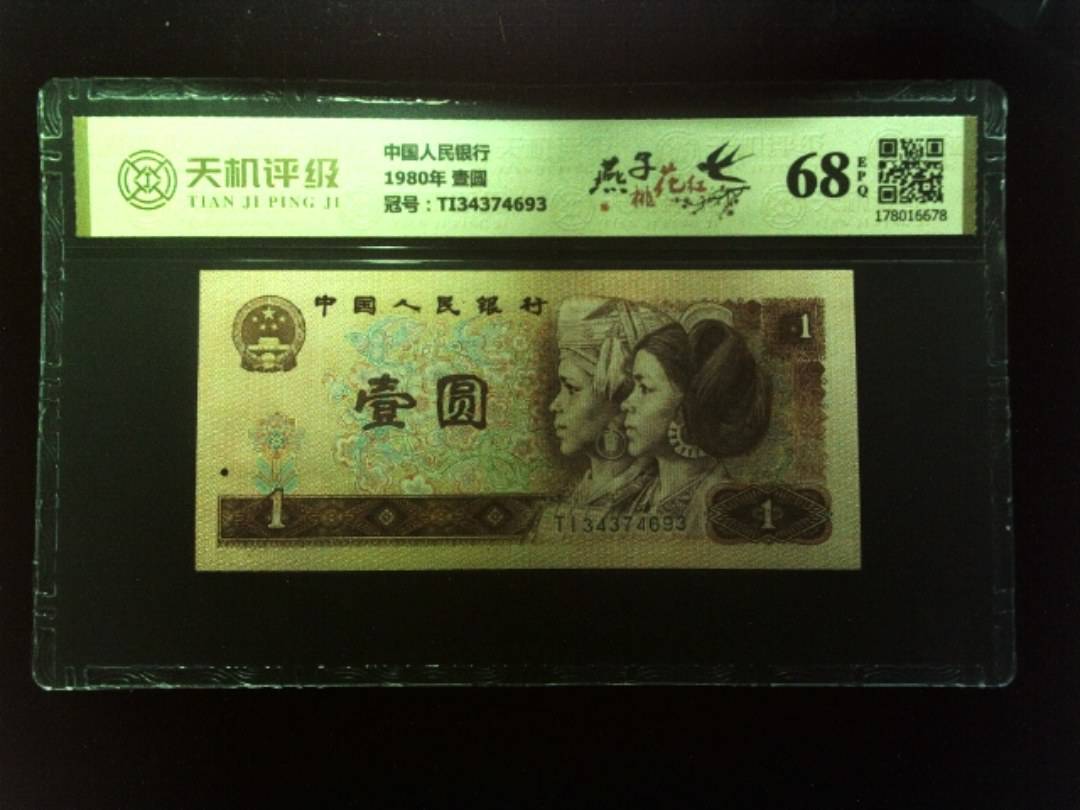 天机评级
TIAN JI PING JI
中国人民银行
1980年 壹圆
冠号：TI34374693
燕子
桃花红
68
EPQ
178016678
中国人民银行
壹圆
1
1
TI34374693
1